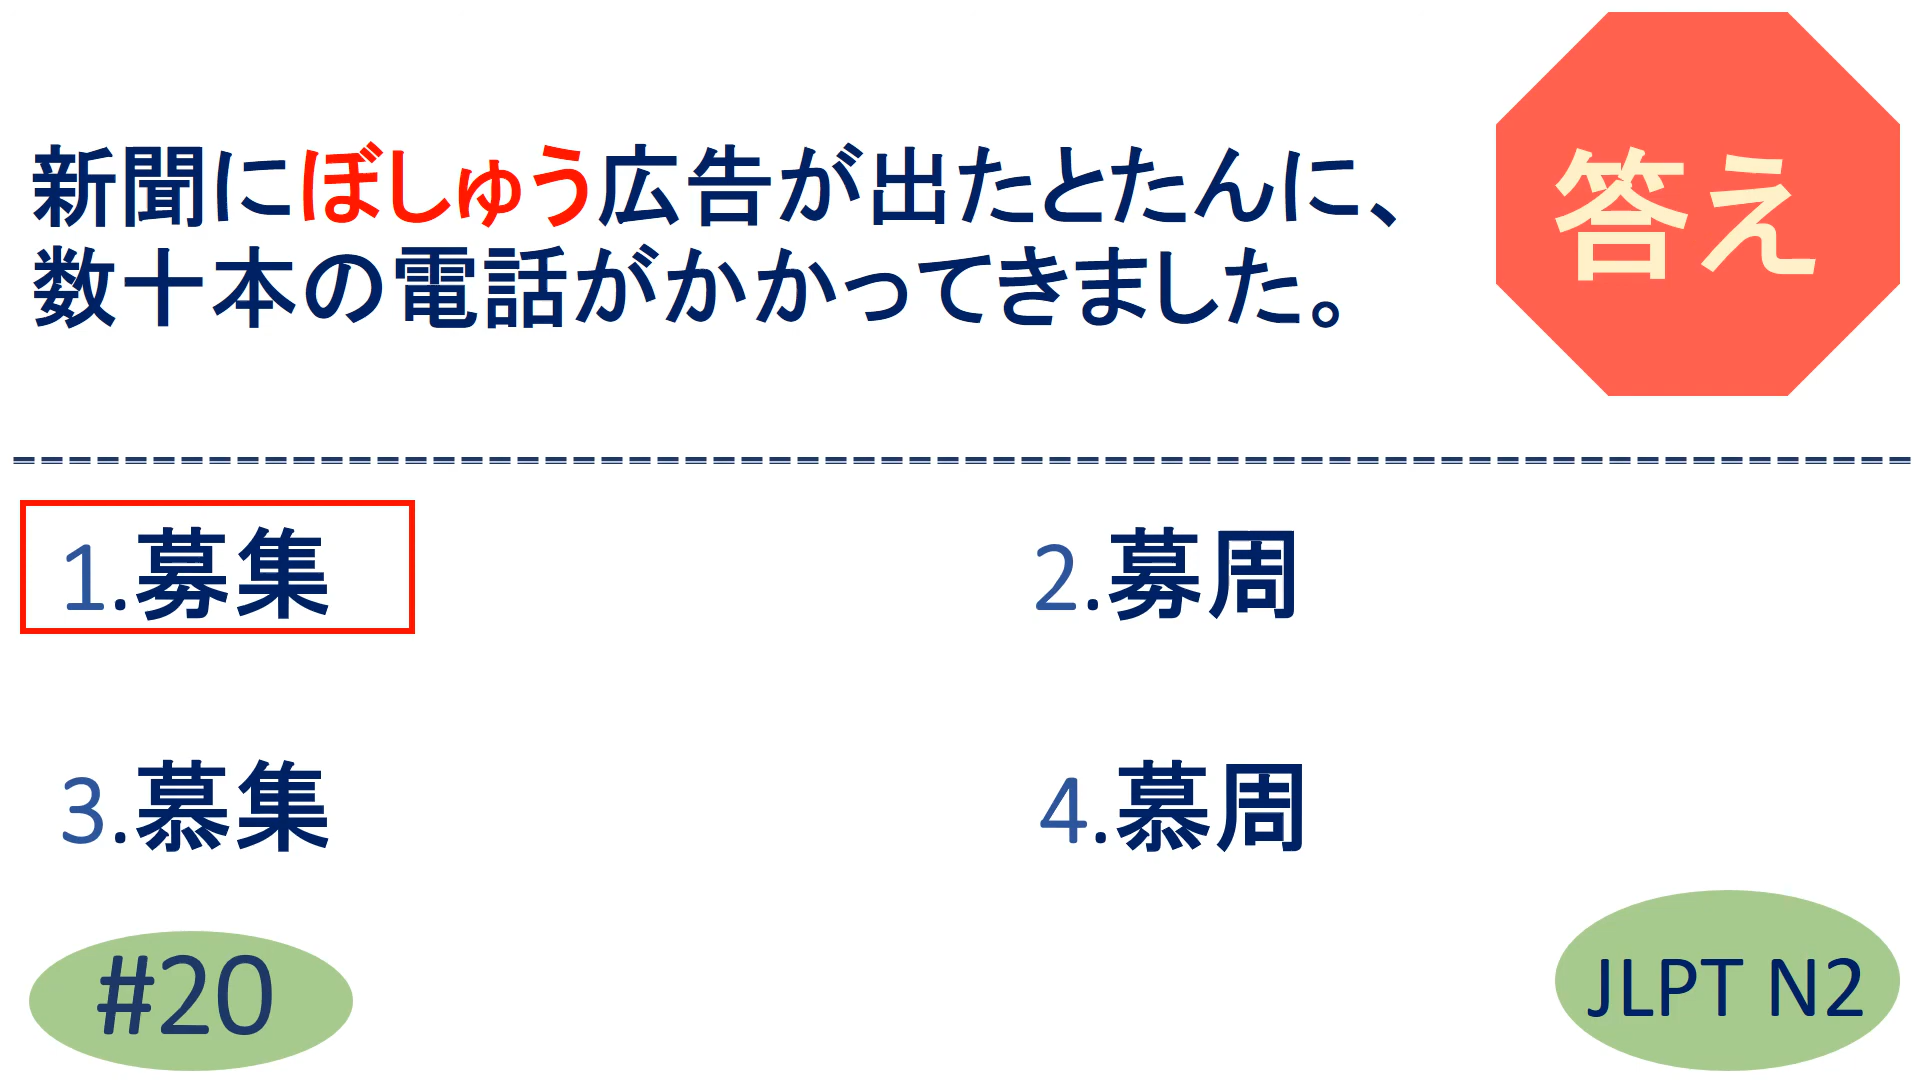 新聞にぼしゅう広告が出たとたんに、
数十本の電話がかかってきました。
答え
1.募集
2.募周
3.慕集
4.慕周
#20
JLPT N2